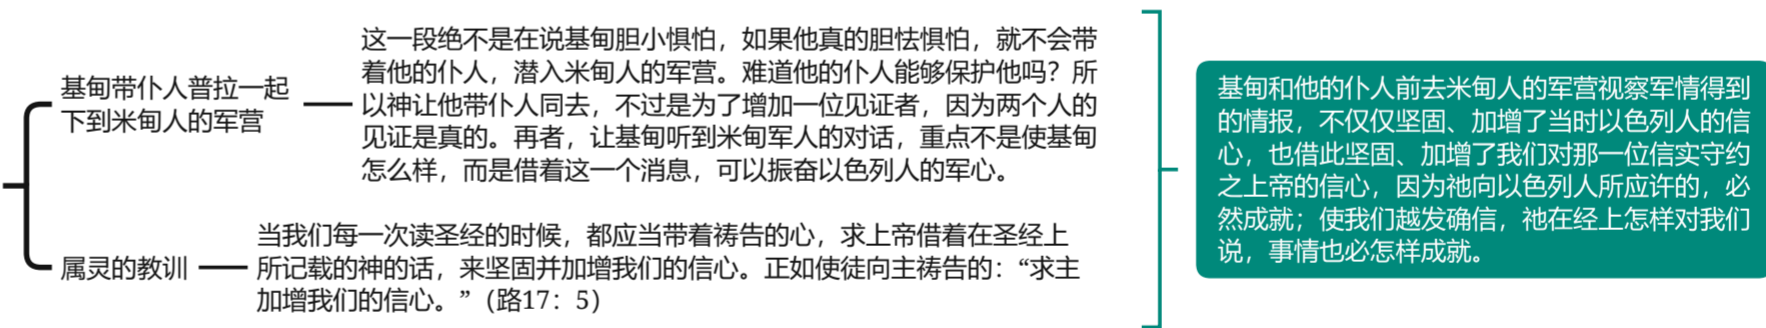 基甸带仆人普拉一起
下到米甸人的军营
这一段绝不是在说基甸胆小惧怕，如果他真的胆怯惧怕，就不会带
着他的仆人，潜入米甸人的军营。难道他的仆人能够保护他吗？所
以神让他带仆人同去，不过是为了增加一位见证者，因为两个人的
见证是真的。再者，让基甸听到米甸军人的对话，重点不是使基甸
怎么样，而是借着这一个消息，可以振奋以色列人的军心。
属灵的教训
当我们每一次读圣经的时候，都应当带着祷告的心，求上帝借着在圣经上
所记载的神的话，来坚固并加增我们的信心。正如使徒向主祷告的：“求主
加增我们的信心。”（路17：5）
基甸和他的仆人前去米甸人的军营视察军情得到
的情报，不仅仅坚固、加增了当时以色列人的信
心，也借此坚固、加增了我们对那一位信实守约
之上帝的信心，因为祂向以色列人所应许的，必
然成就；使我们越发确信，祂在经上怎样对我们
说，事情也必怎样成就。